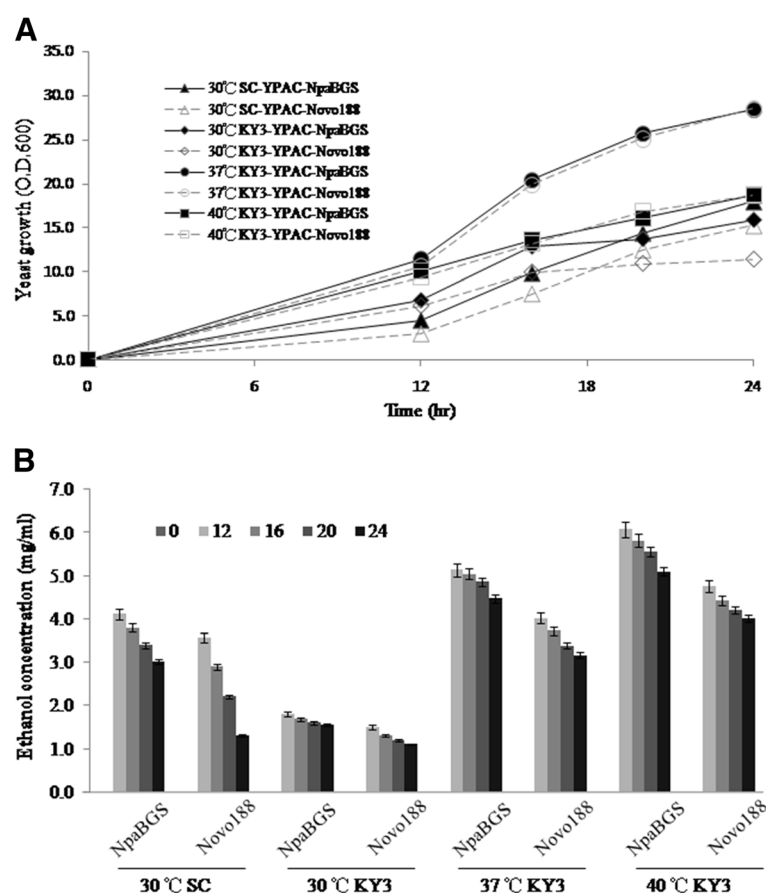 A
35.0
30.0
25.0
20.0
15.0
10.0
5.0
0.0
Yeast growth (O.D.600)
30℃ SC-YPAC-NpaBGS
30℃ SC-YPAC-Novo188
30℃ KY3-YPAC-NpaBGS
30℃ KY3-YPAC-Novo188
37℃ KY3-YPAC-NpaBGS
37℃ KY3-YPAC-Novo188
40℃ KY3-YPAC-NpaBGS
40℃ KY3-YPAC-Novo188
0 6 12 18 24
Time (hr)
B
7.0
6.0
5.0
4.0
3.0
2.0
1.0
0.0
Ethanol concentration (mg/ml)
0 12 16 20 24
NpaBGS Novo188 NpaBGS Novo188 NpaBGS Novo188 NpaBGS Novo188
30 ℃ SC 30 ℃ KY3 37 ℃ KY3 40 ℃ KY3